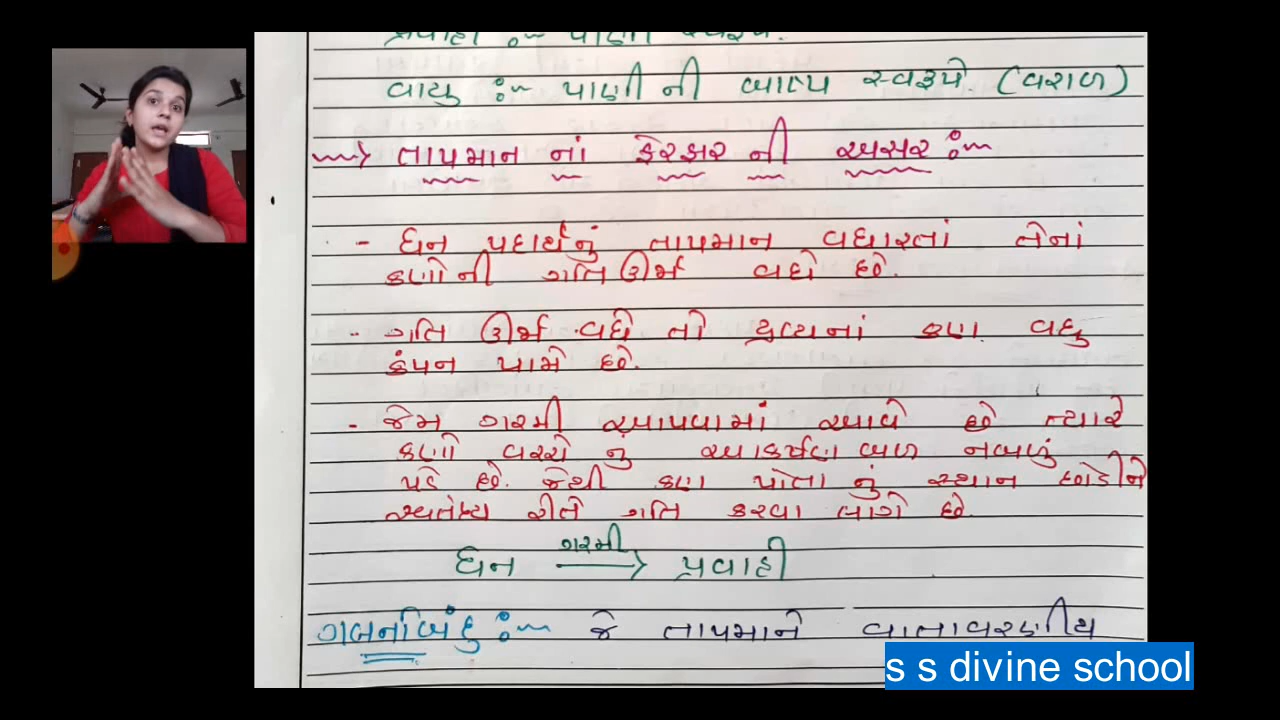 વાયુ :~ પાણી ની બાષ્પ સ્વરૂપે. (વરાળ)
તાપમાન નાં ફેરફાર ની અસર :~
- ઘન પદાર્થનું તાપમાન વધારતાં તેનાં
કણોની ગતિઊર્જા વધે છે.
- ગતિ ઊર્જા વધે તો દ્રવ્યનાં કણ વધુ
કંપન પામે છે.
- જેમ ગરમી આપવામાં આવે છે ત્યારે
કણો વચ્ચે નું આકર્ષણ બળ નબળું
પડે છે. જેથી કણ પોતા નું સ્થાન છોડીને
સ્વતંત્ર રીતે ગતિ કરવા લાગે છે.
ગરમી
ઘન → પ્રવાહી
ગલનબિંદુ :~ જે તાપમાને વાતાવરણીય
s s divine school